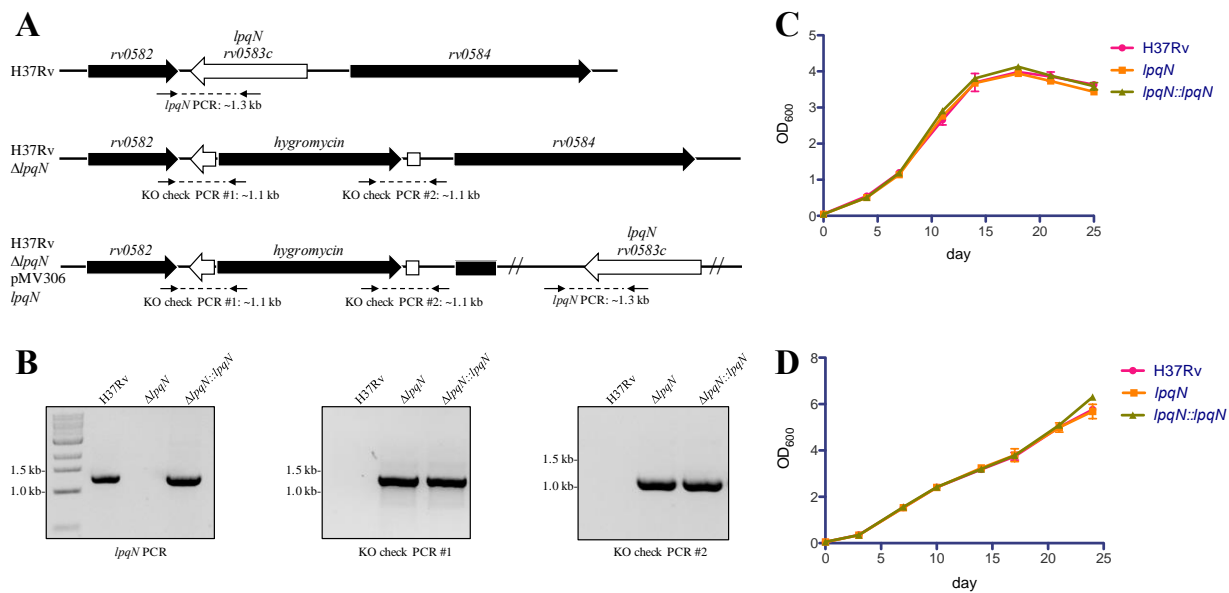 A
lpqN
rv0582 rv0583c rv0584
H37Rv
lpqN PCR: ~1.3 kb
rv0582 hygromycin rv0584
H37Rv
ΔlpqN
KO check PCR #1: ~1.1 kb KO check PCR #2: ~1.1 kb
H37Rv
ΔlpqN
pMV306
lpqN
lpqN
rv0582 hygromycin rv0583c
KO check PCR #1: ~1.1 kb KO check PCR #2: ~1.1 kb lpqN PCR: ~1.3 kb
B
H37Rv ΔlpqN ΔlpqN::lpqN
1.5 kb-
1.0 kb-
lpqN PCR
H37Rv ΔlpqN ΔlpqN::lpqN
1.5 kb-
1.0 kb-
KO check PCR #1
H37Rv ΔlpqN ΔlpqN::lpqN
1.5 kb-
1.0 kb-
KO check PCR #2
C
5
4
3
2
1
0
OD600
0 5 10 15 20 25
day
H37Rv
lpqN
lpqN::lpqN
D
8
6
4
2
0
OD600
0 5 10 15 20 25
day
H37Rv
lpqN
lpqN::lpqN